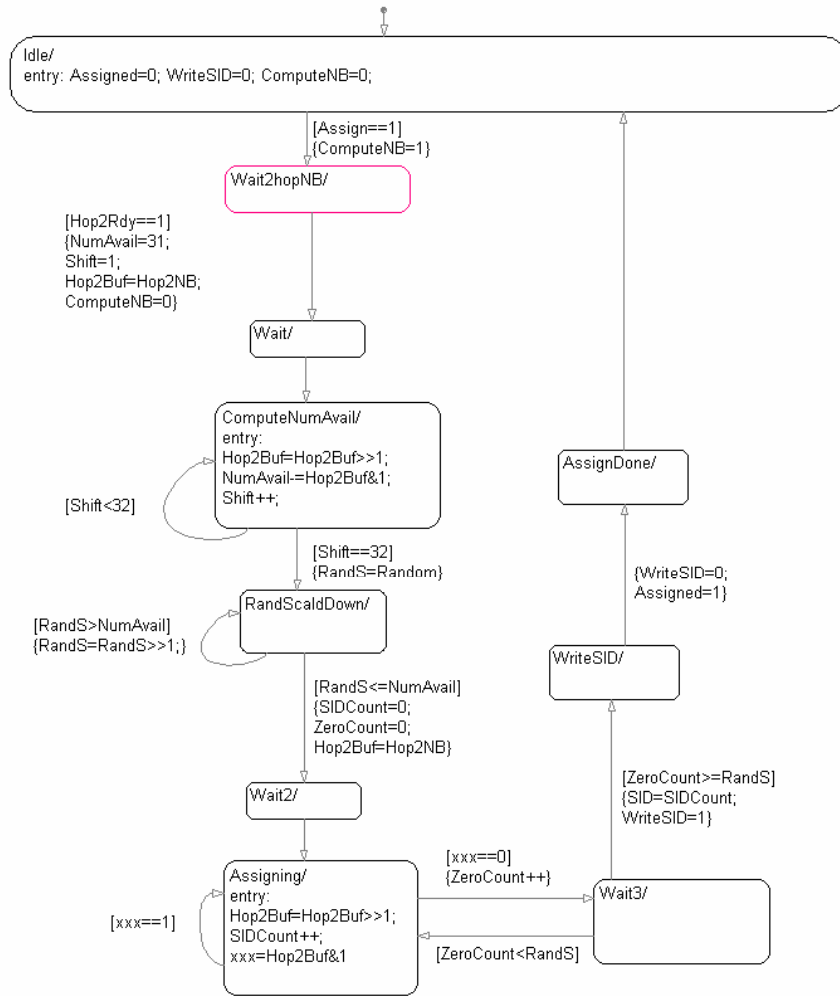 Idle/
entry: Assigned=0; WriteSID=0; ComputeNB=0;
[Assign==1]
{ComputeNB=1}
Wait2hopNB/
[Hop2Rdy==1]
{NumAvail=31;
Shift=1;
Hop2Buf=Hop2NB;
ComputeNB=0}
Wait/
ComputeNumAvail/
entry:
Hop2Buf=Hop2Buf>>1;
NumAvail-=Hop2Buf&1;
Shift++;
[Shift<32]
[Shift==32]
{RandS=Random}
RandScaldDown/
[RandS>NumAvail]
{RandS=RandS>>1;}
[RandS<=NumAvail]
{SIDCount=0;
ZeroCount=0;
Hop2Buf=Hop2NB}
Wait2/
Assigning/
entry:
Hop2Buf=Hop2Buf>>1;
SIDCount++;
xxx=Hop2Buf&1
[xxx==1]
[xxx==0]
{ZeroCount++}
[ZeroCount<RandS]
Wait3/
[ZeroCount>=RandS]
{SID=SIDCount;
WriteSID=1}
WriteSID/
{WriteSID=0;
Assigned=1}
AssignDone/